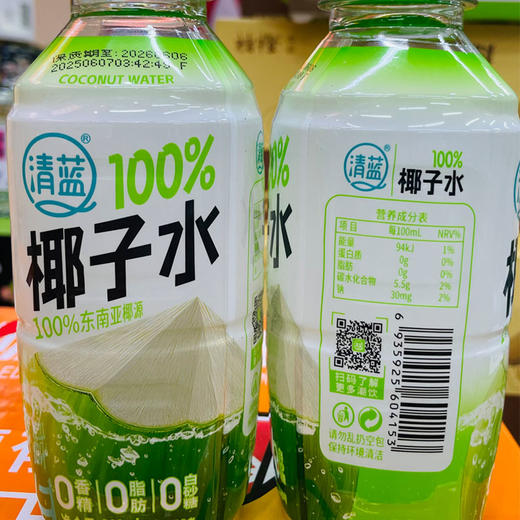 保质期至: 20260606
20250607 03:42:49 F
COCONUT WATER
清蓝
®
100%
椰子水
100%东南亚椰源
0香精
0脂肪
0白砂糖
清蓝
®
100%
椰子水
营养成分表
项目 每100mL NRV%
能量 94kJ 1%
蛋白质 0g 0%
脂肪 0g 0%
碳水化合物 5.5g 2%
钠 30mg 2%
扫码了解
更多潮饮
请勿乱扔空包
保持环境清洁
6 935925 604153